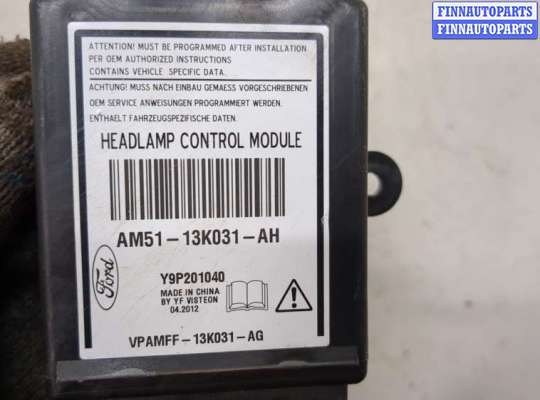 FINNAUTOPARTS
FINNAUTOPARTS
ATTENTION! MUST BE PROGRAMMED AFTER INSTALLATION
PER OEM AUTHORIZED INSTRUCTIONS
CONTAINS VEHICLE SPECIFIC DATA.
ACHTUNG! MUSS NACH EINBAU GEMAESS VORGESCHRIEBENEN
OEM SERVICE ANWEISUNGEN PROGRAMMIERT WERDEN.
ENTHAELT FAHRZEUGSPEZIFISCHE DATEN.
HEADLAMP CONTROL MODULE
AM51-13K031-AH
Ford
Y9P201040
MADE IN CHINA
BY YF VISTEON
04.2012
VPAMFF-13K031-AG